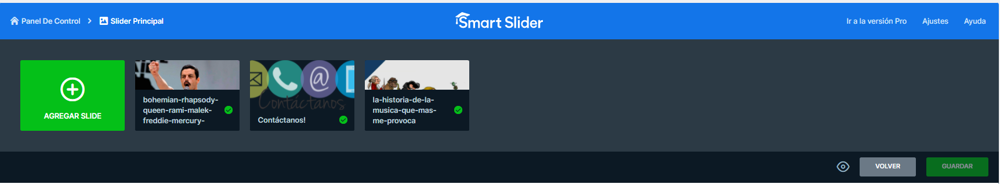 Panel De Control > Slider Principal
Smart Slider
Ir a la versión Pro Ajustes Ayuda
AGREGAR SLIDE
bohemian-rhapsody-
queen-rami-malek-
freddie-mercury-
Contáctanos
Contáctanos!
la-historia-de-la-
musica-que-mas-
me-provoca
VOLVER
GUARDAR